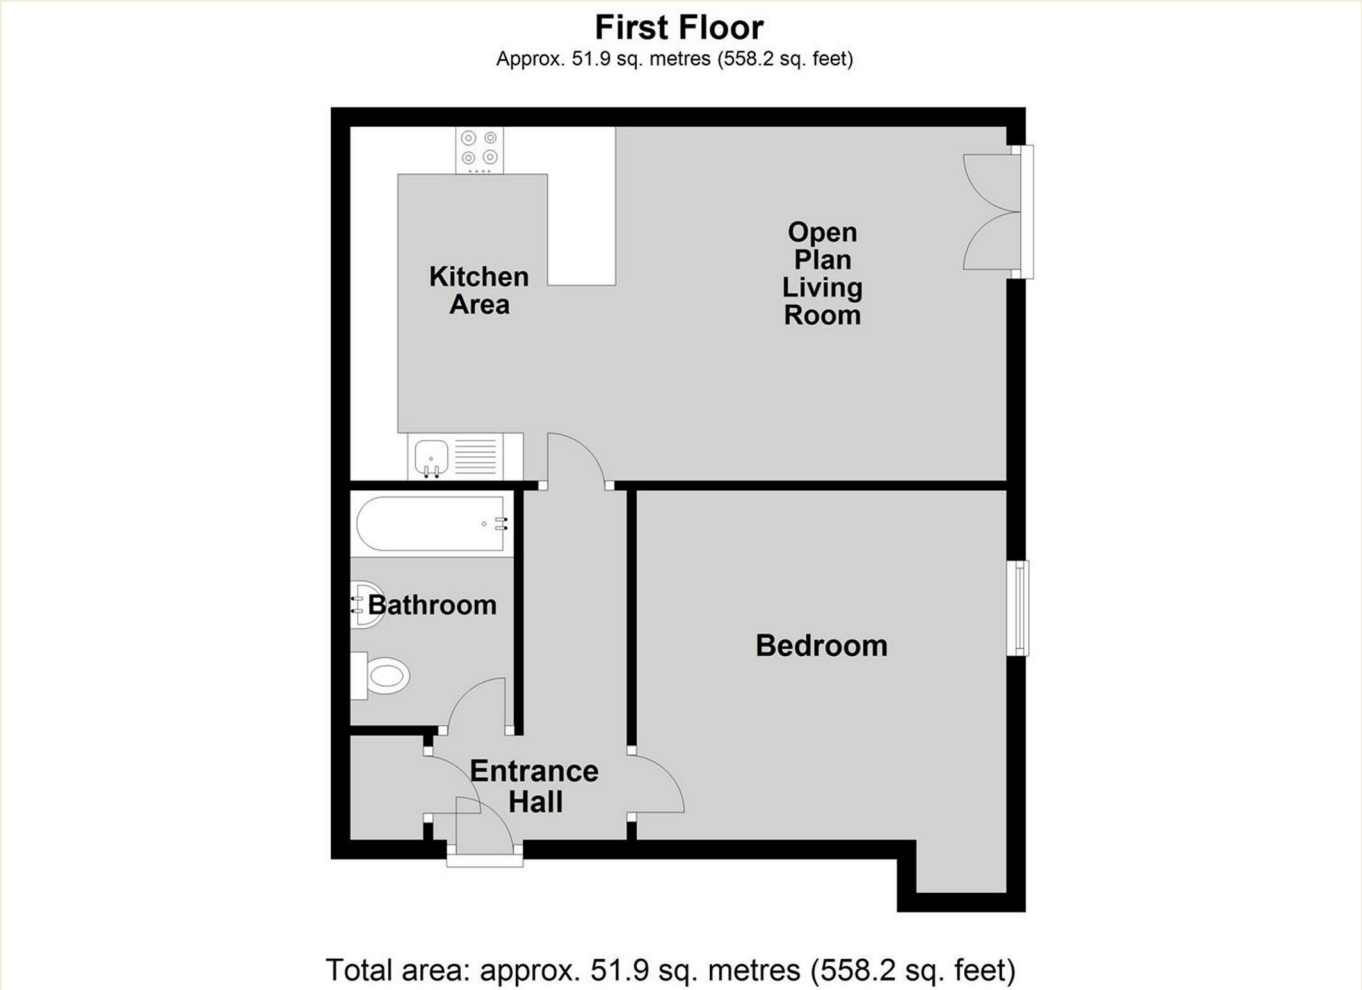 First Floor
Approx. 51.9 sq. metres (558.2 sq. feet)
Open
Plan
Living
Room
Kitchen
Area
Bathroom
Bedroom
Entrance
Hall
Total area: approx. 51.9 sq. metres (558.2 sq. feet)